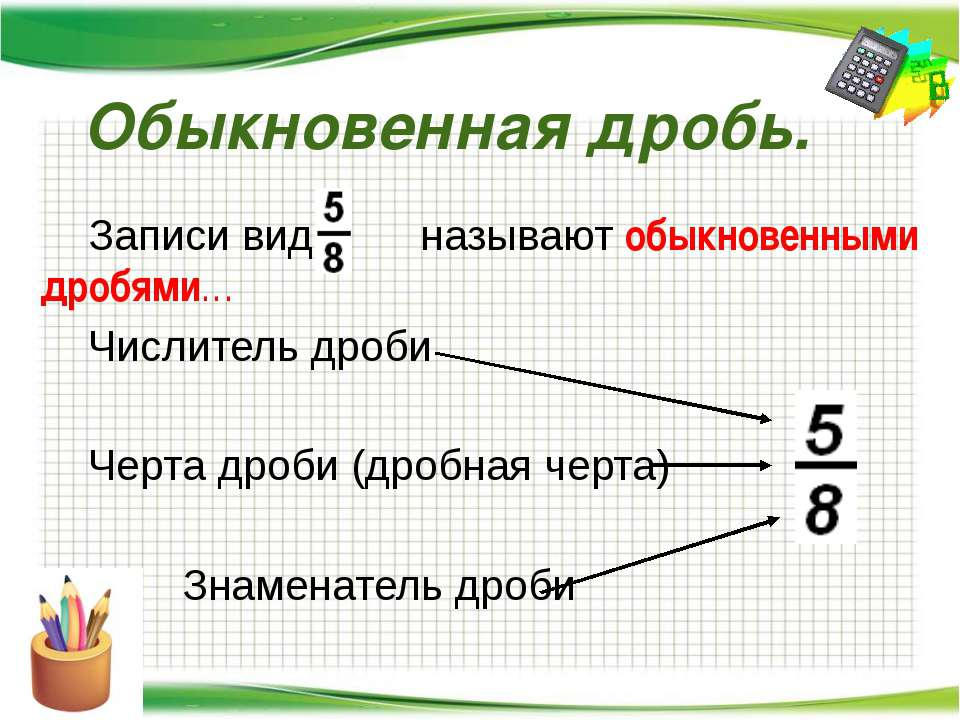 Обыкновенная дробь.
Записи вид 5/8 называют обыкновенными
дробями...
Числитель дроби
5
Черта дроби (дробная черта)
8
Знаменатель дроби